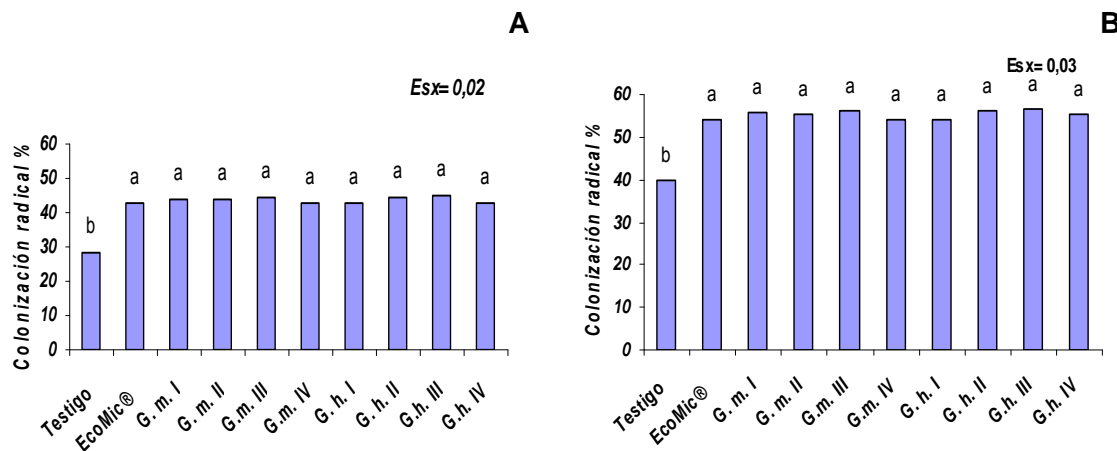 A
Esx= 0,02
Colonización radical %
60
50
40
30
20
10
0
b
a
a
a
a
a
a
a
a
a
Testigo
EcoMic®
G. m. I
G. m. II
G.m. III
G.m. IV
G. h. I
G. h. II
G.h. III
G.h. IV
B
Esx= 0,03
Colonización radical %
60
50
40
30
20
10
0
b
a
a
a
a
a
a
a
a
a
Testigo
EcoMic®
G. m. I
G. m. II
G.m. III
G.m. IV
G. h. I
G. h. II
G.h. III
G.h. IV